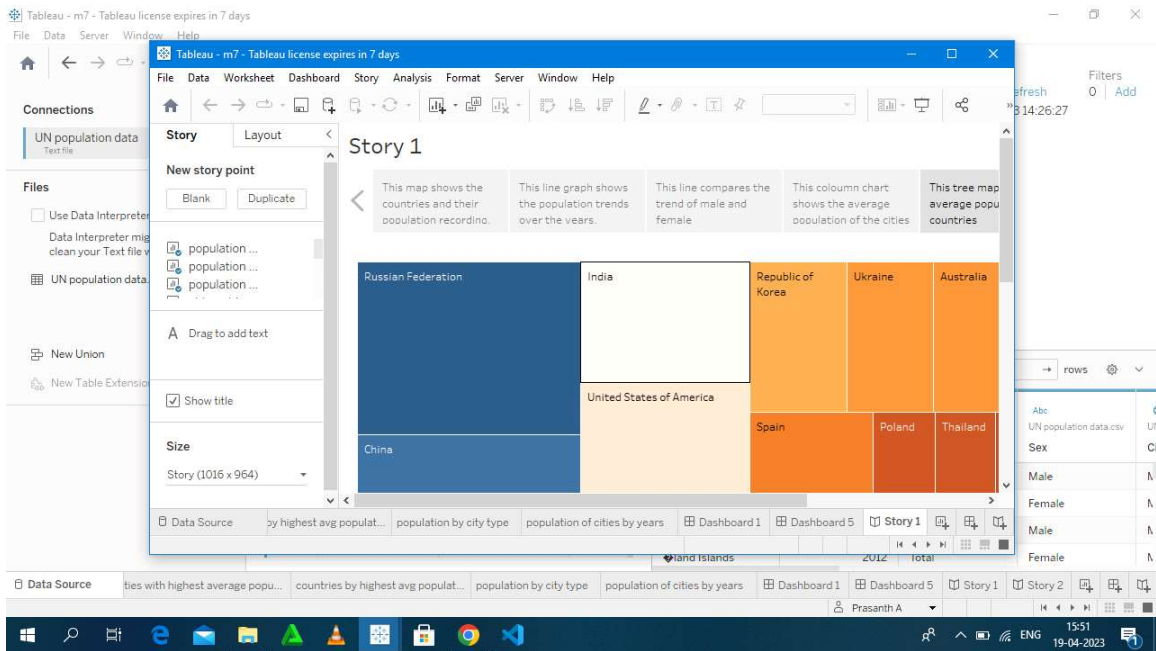 Tableau - m7 - Tableau license expires in 7 days
File Data Server Window Help
Connections
UN population data
Text file
Files
Use Data Interpreter
Data Interpreter mig
clean your Text file w
UN population data.
New Union
New Table Extensio
Filters
efresh 0 Add
14:26:27
Tableau - m7 - Tableau license expires in 7 days
File Data Worksheet Dashboard Story Analysis Format Server Window Help
Story Layout
New story point
Blank Duplicate
population ...
population ...
population ...
A Drag to add text
Show title
Size
Story (1016 x 964)
Story 1
This map shows the
countries and their
population recording.
This line graph shows
the population trends
over the years.
This line compares the
trend of male and
female
This coloumn chart
shows the average
population of the cities
This tree map
average popu
countries
Russian Federation
India
Republic of
Korea
Ukraine
Australia
United States of America
China
Spain
Poland
Thailand
Data Source by highest avg populat... population by city type population of cities by years Dashboard 1 Dashboard 5 Story 1
rows
Abc
UN population data.csv
Sex
Male
Female
Male
�land Islands 2012 Total Female
Data Source ties with highest average popu... countries by highest avg populat... population by city type population of cities by years Dashboard 1 Dashboard 5 Story 1 Story 2
Prasanth A
ENG
15:51
19-04-2023